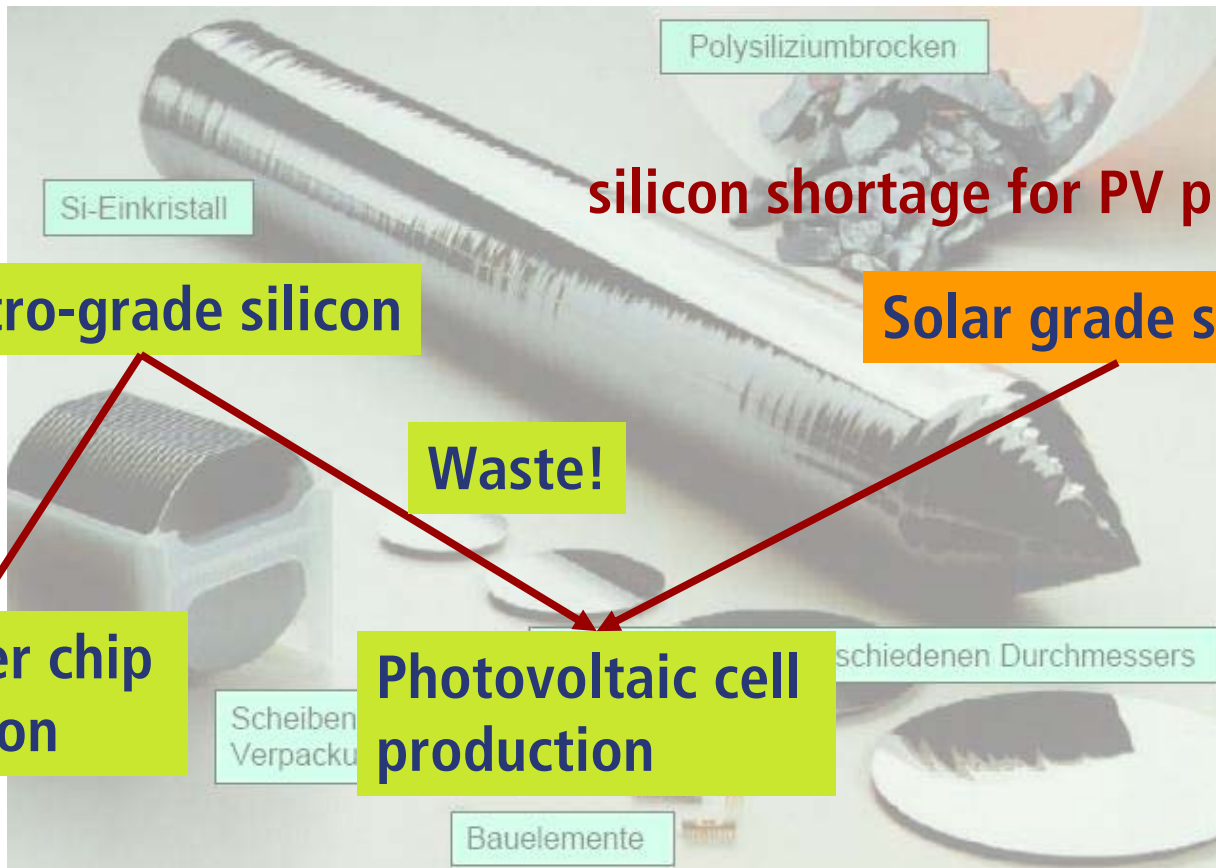 Polysiliziumbrocken
silicon shortage for PV p
Si-Einkristall
tro-grade silicon
Solar grade s
Waste!
er chip
on
Photovoltaic cell
production
schiedenen Durchmessers
Scheiben
Verpacku
Bauelemente